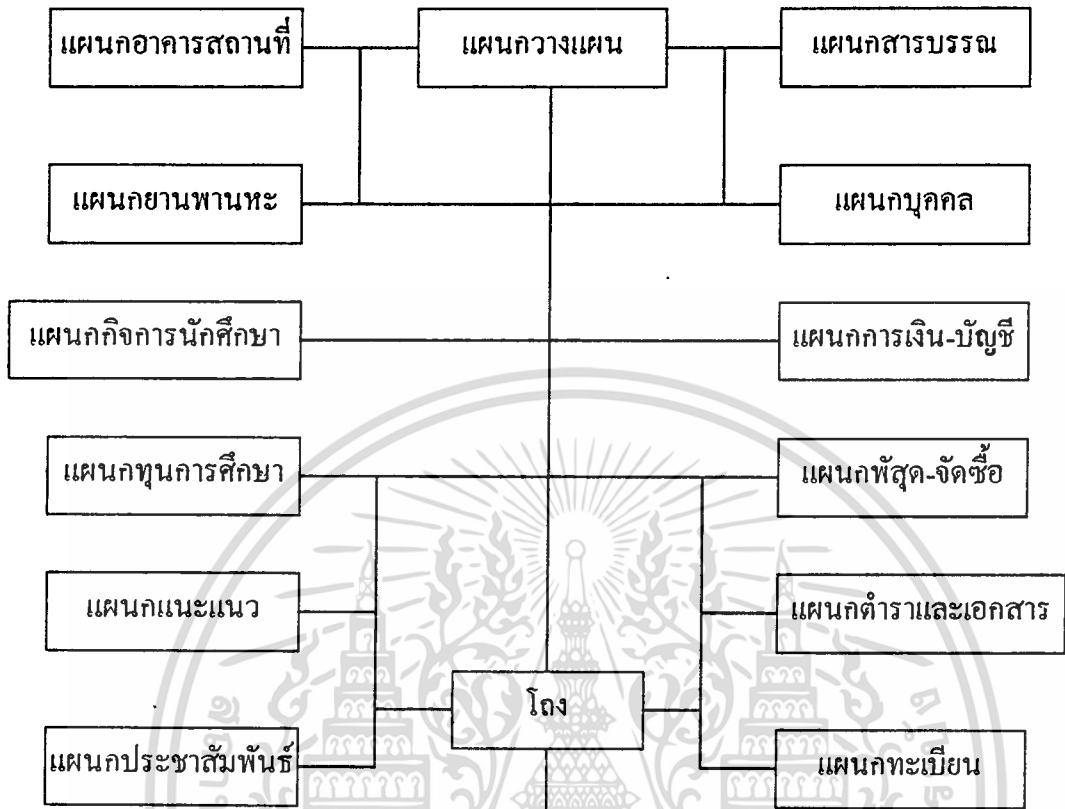 แผนกอาคารสถานที่
แผนกวางแผน
แผนกสารบรรณ
แผนกยานพานหะ
แผนกบุคคล
แผนกกิจการนักศึกษา
แผนกการเงิน-บัญชี
แผนกทุนการศึกษา
แผนกพัสุด-จัดซื้อ
แผนกแนะแนว
แผนกตำราและเอกสาร
โถง
แผนกประชาสัมพันธ์
แผนกทะเบียน